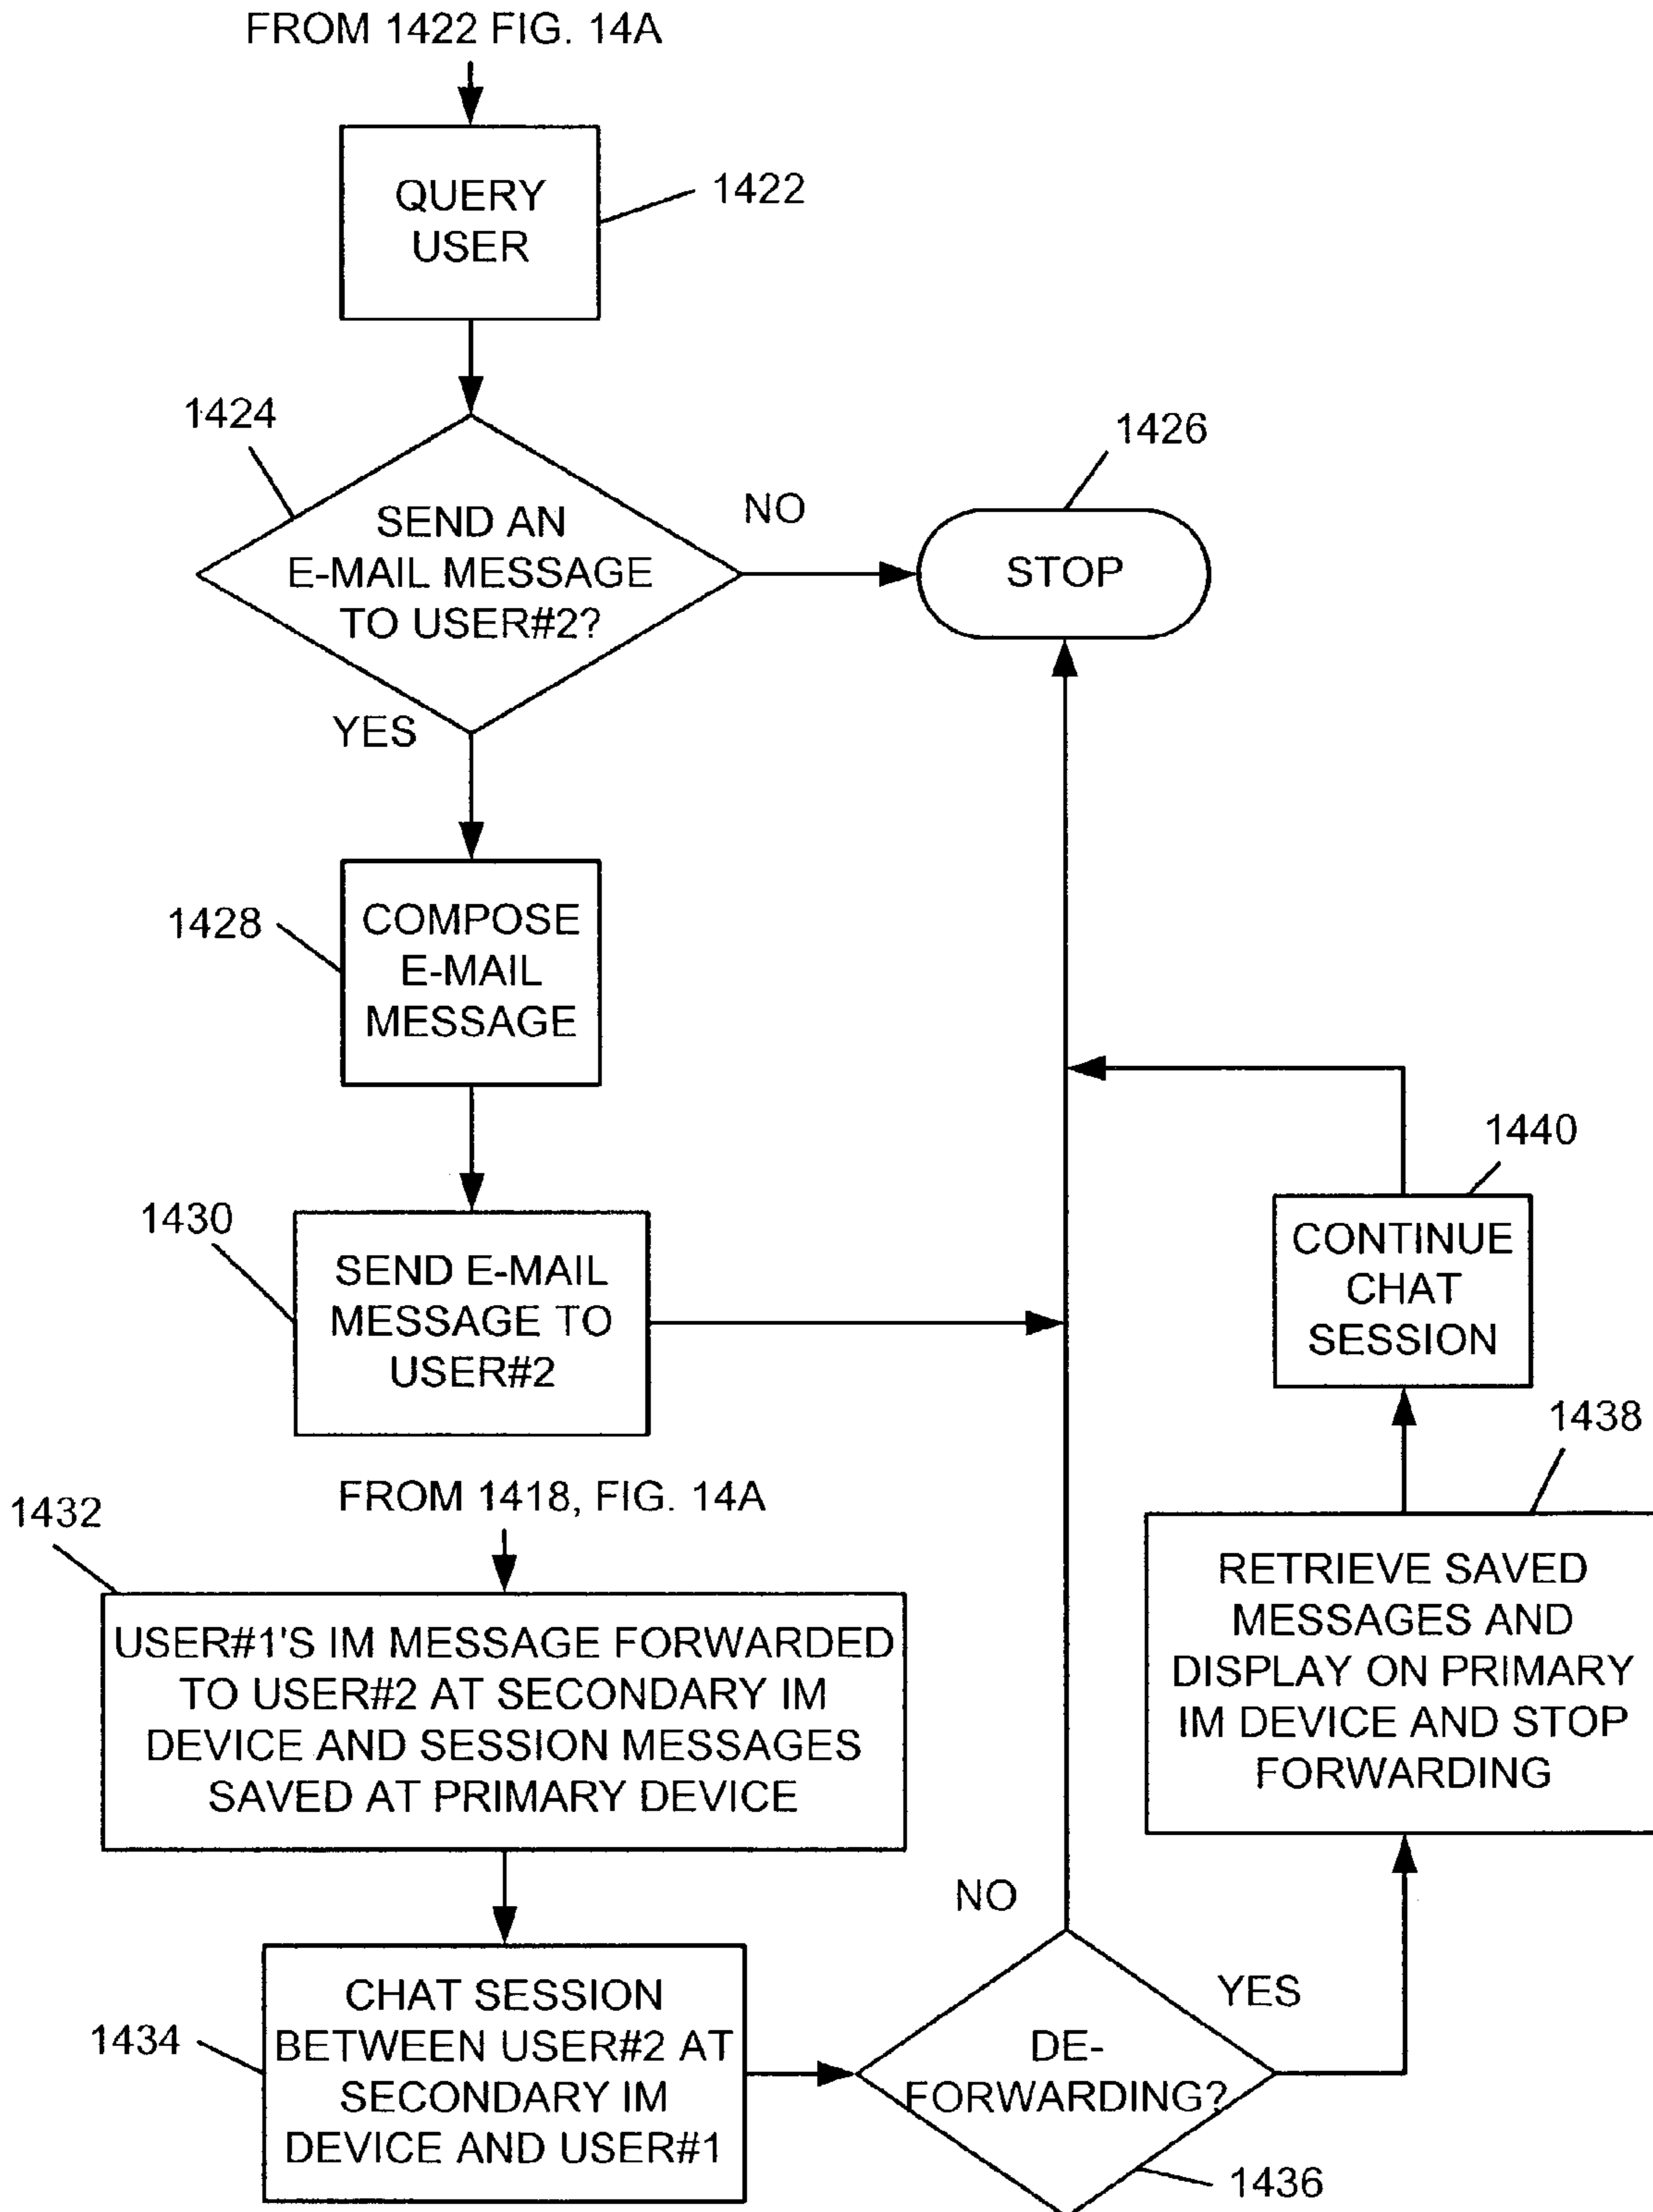 FROM 1422 FIG. 14A
QUERY
USER
1422
1424
SEND AN
E-MAIL MESSAGE
TO USER#2?
NO
1426
STOP
YES
1428
COMPOSE
E-MAIL
MESSAGE
1430
SEND E-MAIL
MESSAGE TO
USER#2
1440
CONTINUE
CHAT
SESSION
1438
RETRIEVE SAVED
MESSAGES AND
DISPLAY ON PRIMARY
IM DEVICE AND STOP
FORWARDING
FROM 1418, FIG. 14A
1432
USER#1'S IM MESSAGE FORWARDED
TO USER#2 AT SECONDARY IM
DEVICE AND SESSION MESSAGES
SAVED AT PRIMARY DEVICE
1434
CHAT SESSION
BETWEEN USER#2 AT
SECONDARY IM
DEVICE AND USER#1
NO
YES
DE-
FORWARDING?
1436